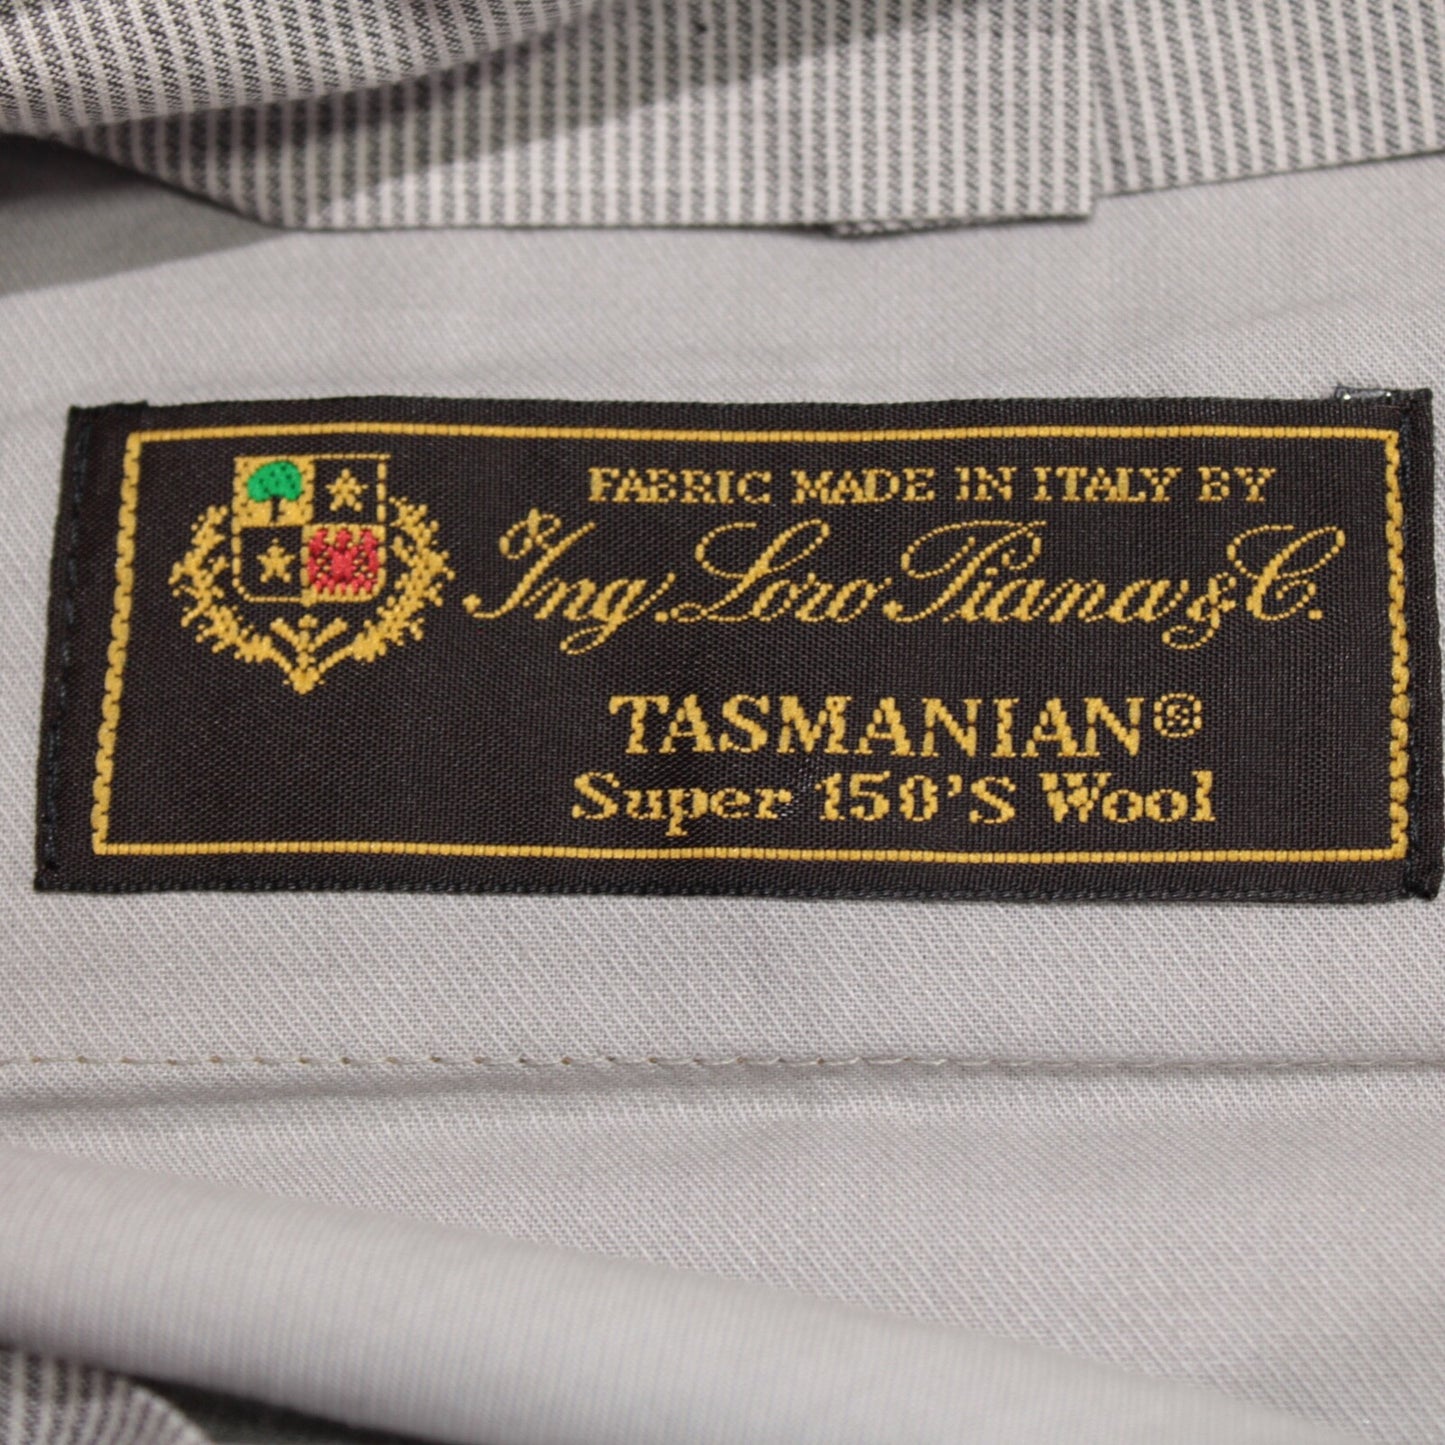 FABRIC MADE IN ITALY BY
Ing. Loro Piana & C.
TASMANIAN®
Super 150'S Wool